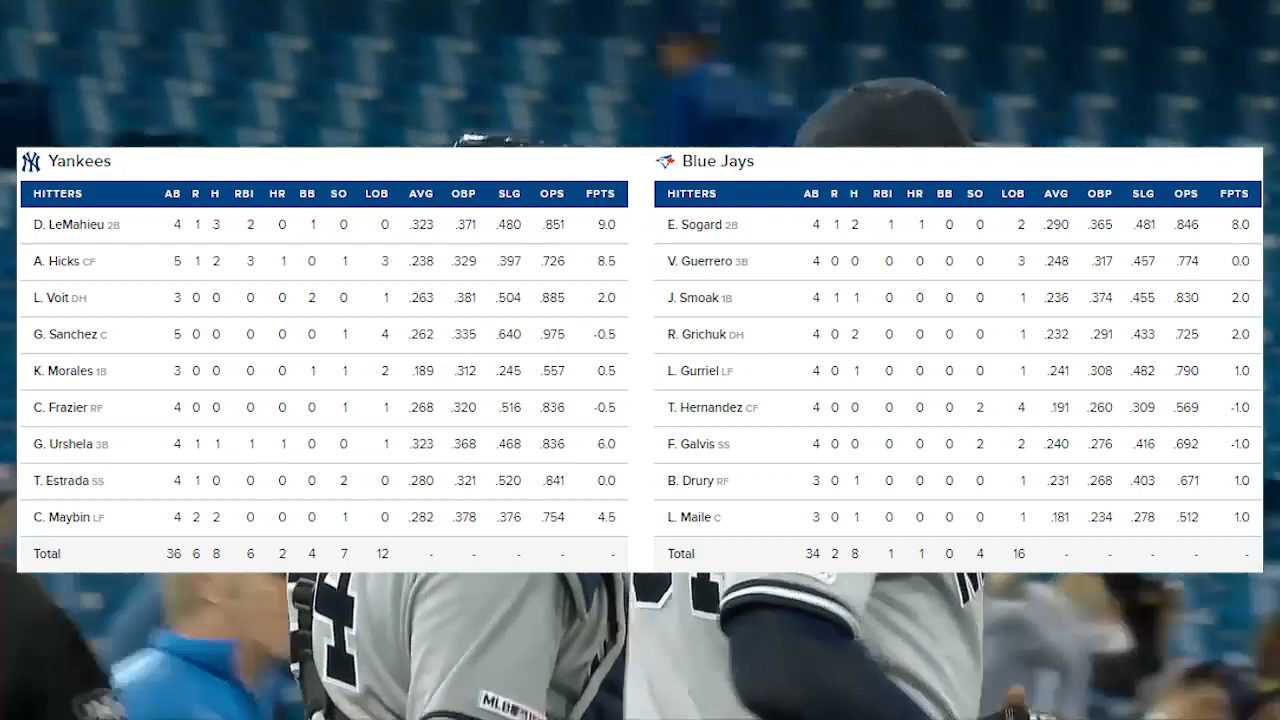 Yankees
HITTERS AB R H RBI HR BB SO LOB AVG OBP SLG OPS FPTS
D. LeMahieu 2B 4 1 3 2 0 1 0 0 .323 .371 .480 .851 9.0
A. Hicks CF 5 1 2 3 1 0 1 3 .238 .329 .397 .726 8.5
L. Voit DH 3 0 0 0 0 2 0 1 .263 .381 .504 .885 2.0
G. Sanchez C 5 0 0 0 0 0 1 4 .262 .335 .640 .975 -0.5
K. Morales 1B 3 0 0 0 0 1 1 2 .189 .312 .245 .557 0.5
C. Frazier RF 4 0 0 0 0 0 1 1 .268 .320 .516 .836 -0.5
G. Urshela 3B 4 1 1 1 1 0 0 1 .323 .368 .468 .836 6.0
T. Estrada SS 4 1 0 0 0 0 2 0 .280 .321 .520 .841 0.0
C. Maybin LF 4 2 2 0 0 0 1 0 .282 .378 .376 .754 4.5
Total 36 6 8 6 2 4 7 12 - - - - -
Blue Jays
HITTERS AB R H RBI HR BB SO LOB AVG OBP SLG OPS FPTS
E. Sogard 2B 4 1 2 1 1 0 0 2 .290 .365 .481 .846 8.0
V. Guerrero 3B 4 0 0 0 0 0 0 3 .248 .317 .457 .774 0.0
J. Smoak 1B 4 1 1 0 0 0 0 1 .236 .374 .455 .830 2.0
R. Grichuk DH 4 0 2 0 0 0 0 1 .232 .291 .433 .725 2.0
L. Gurriel LF 4 0 1 0 0 0 0 1 .241 .308 .482 .790 1.0
T. Hernandez CF 4 0 0 0 0 0 2 4 .191 .260 .309 .569 -1.0
F. Galvis SS 4 0 0 0 0 0 2 2 .240 .276 .416 .692 -1.0
B. Drury RF 3 0 1 0 0 0 0 1 .231 .268 .403 .671 1.0
L. Maile C 3 0 1 0 0 0 0 1 .181 .234 .278 .512 1.0
Total 34 2 8 1 1 0 4 16 - - - - -